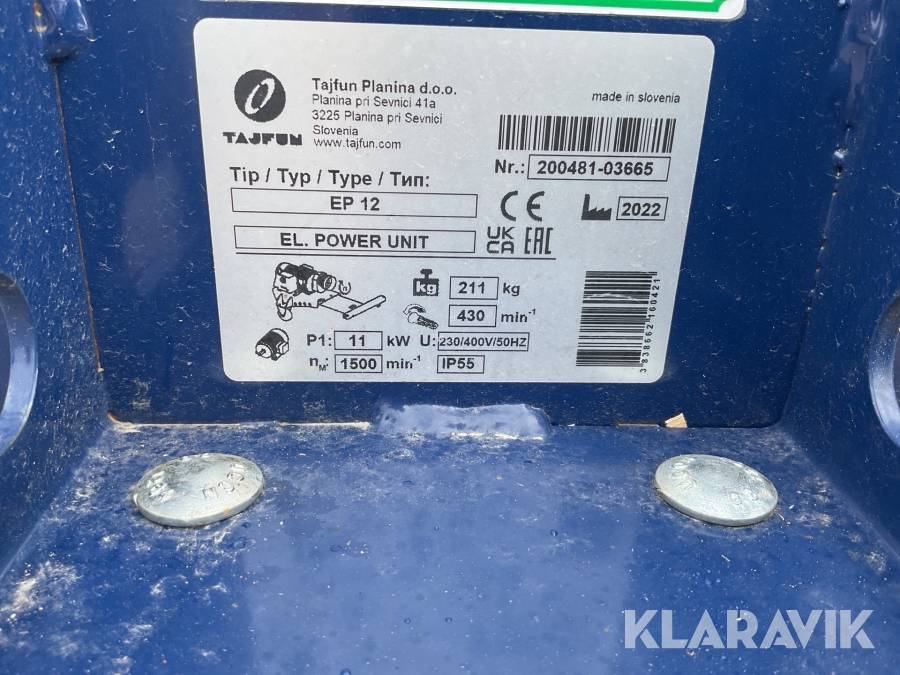 TAJFUN
Tajfun Planina d.o.o.
Planina pri Sevnici 41a
3225 Planina pri Sevnici
Slovenia
www.tajfun.com
made in slovenia
Nr.: 200481-03665
Tip / Typ / Type / Тип:
EP 12
CE
2022
EL. POWER UNIT
UK
CA
EAC
kg
211 kg
430 min⁻¹
P1: 11 kW U: 230/400V/50HZ
nM: 1500 min⁻¹ IP55
3838662160421
KLARAVIK